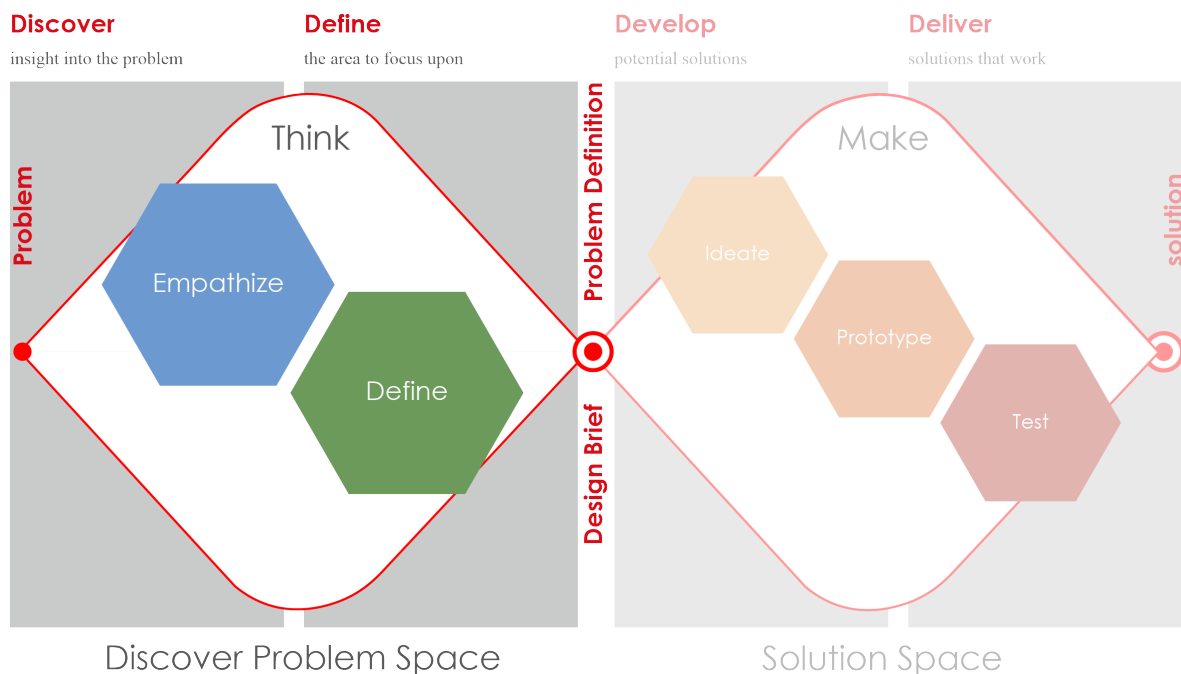 Discover
insight into the problem
Define
the area to focus upon
Develop
potential solutions
Deliver
solutions that work
Problem
Think
Empathize
Define
Problem Definition
Design Brief
Make
Ideate
Prototype
Test
solution
Discover Problem Space
Solution Space